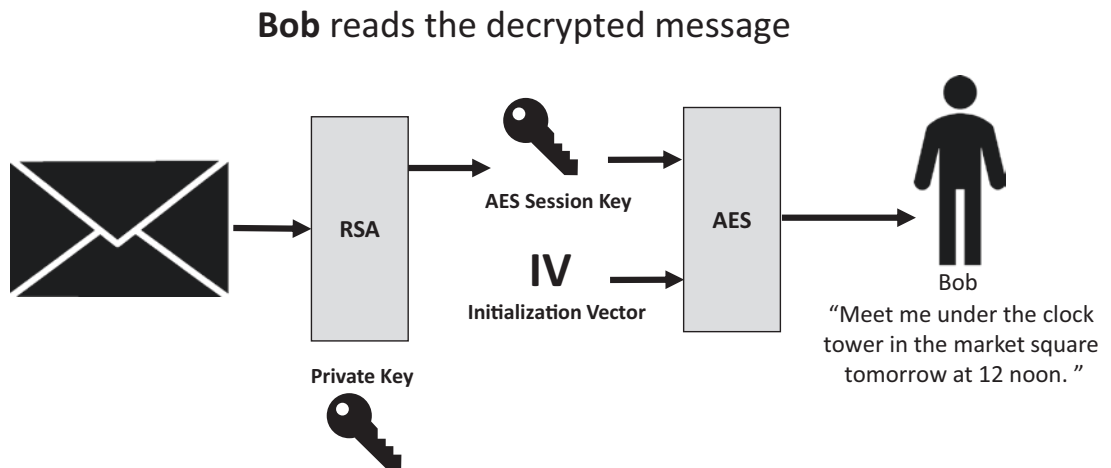 Bob reads the decrypted message
RSA
Private Key
AES Session Key
IV
Initialization Vector
AES
Bob
“Meet me under the clock
tower in the market square
tomorrow at 12 noon. ”